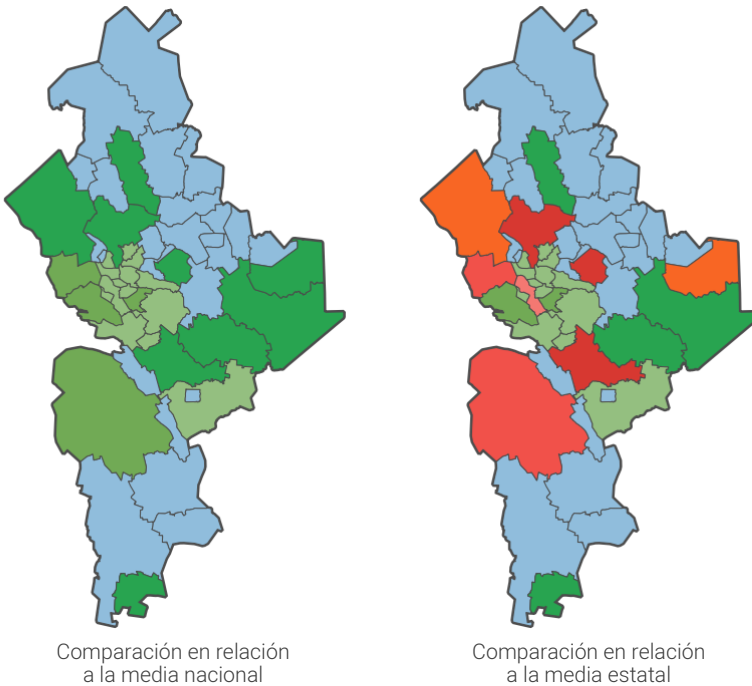 Comparación en relación
a la media nacional
Comparación en relación
a la media estatal